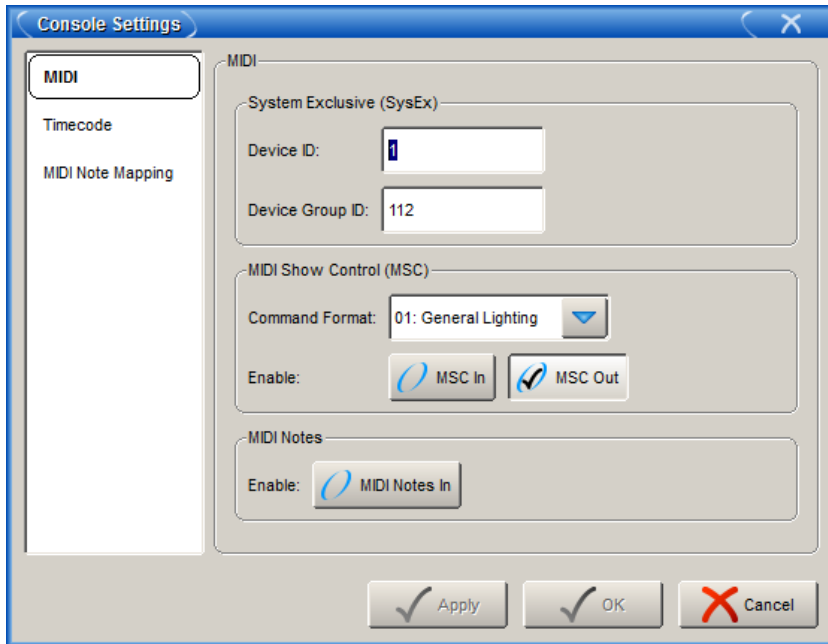 Console Settings
MIDI
Timecode
MIDI Note Mapping
MIDI
System Exclusive (SysEx)
Device ID: 1
Device Group ID: 112
MIDI Show Control (MSC)
Command Format: 01: General Lighting
Enable: MSC In MSC Out
MIDI Notes
Enable: MIDI Notes In
Apply OK Cancel